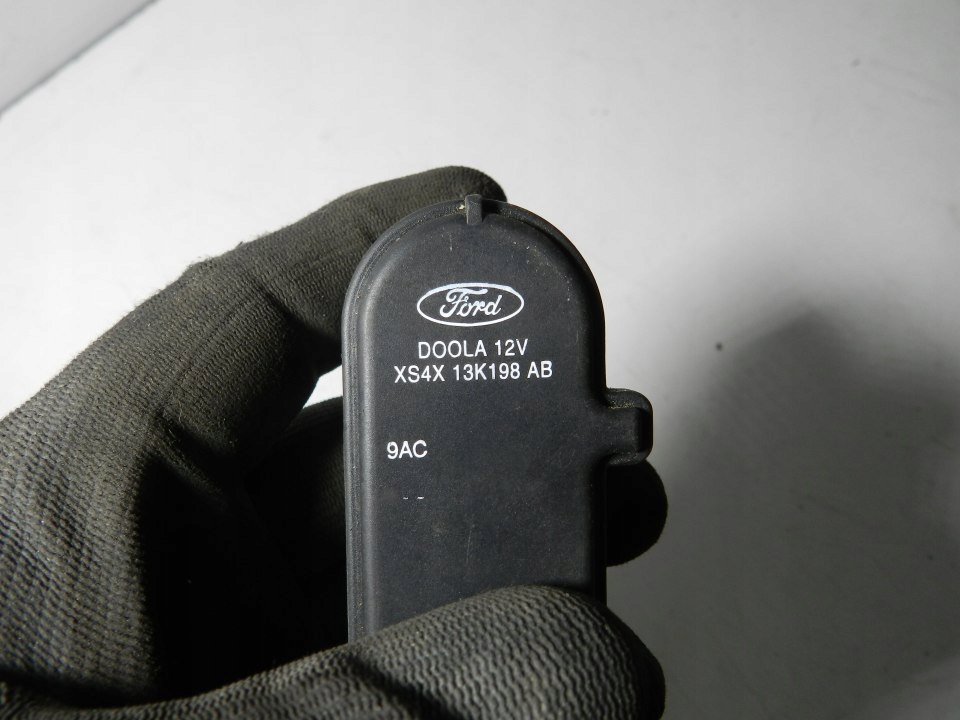 Ford
DOOLA 12V
XS4X 13K198 AB
9AC